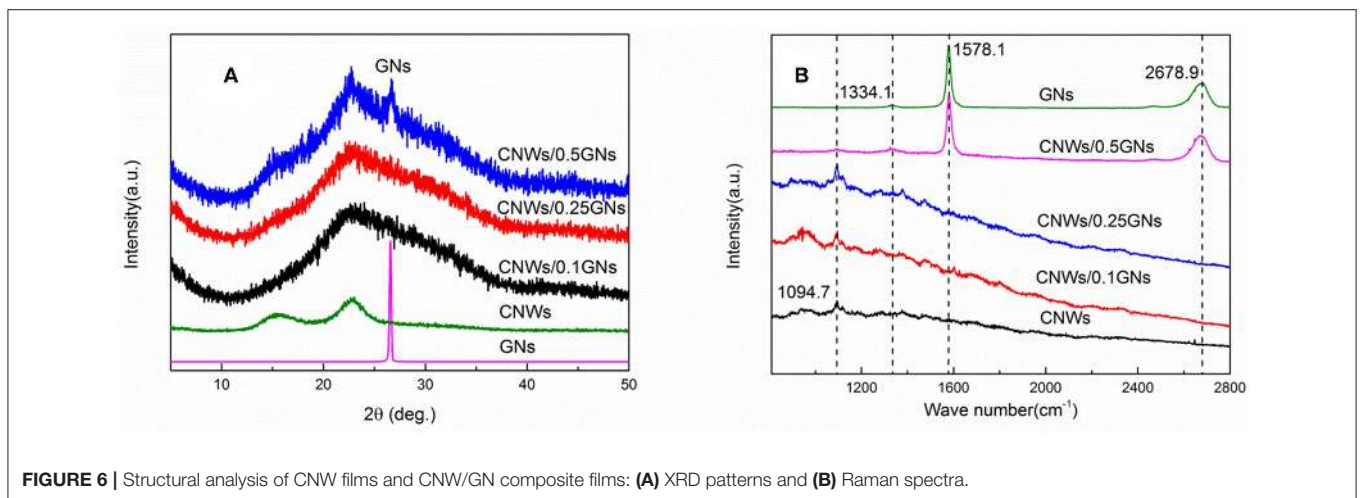 A
GNs
CNWs/0.5GNs
CNWs/0.25GNs
CNWs/0.1GNs
CNWs
GNs
Intensity(a.u.)
10 20 30 40 50
2θ (deg.)
B
1578.1
2678.9
1334.1
GNs
CNWs/0.5GNs
CNWs/0.25GNs
CNWs/0.1GNs
1094.7
CNWs
Intensity(a.u.)
1200 1600 2000 2400 2800
Wave number(cm⁻¹)
FIGURE 6 | Structural analysis of CNW films and CNW/GN composite films: (A) XRD patterns and (B) Raman spectra.